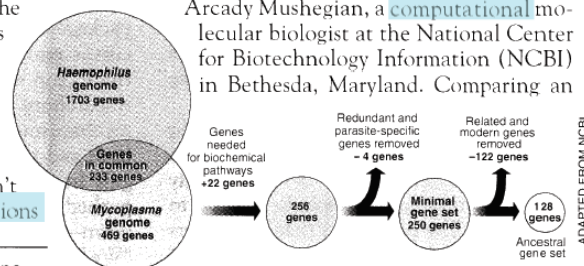 he
s
Arcady Mushegian, a computational mo-
lecular biologist at the National Center
for Biotechnology Information (NCBI)
in Bethesda, Maryland. Comparing an
Haemophilus
genome
1703 genes
Genes
in common
233 genes
Mycoplasma
genome
469 genes
n't
ions
Genes
needed
for biochemical
pathways
+22 genes
256
genes
Redundant and
parasite-specific
genes removed
– 4 genes
Minimal
gene set
250 genes
Related and
modern genes
removed
–122 genes
128
genes
Ancestral
gene set
ADAPTED FROM NCBI